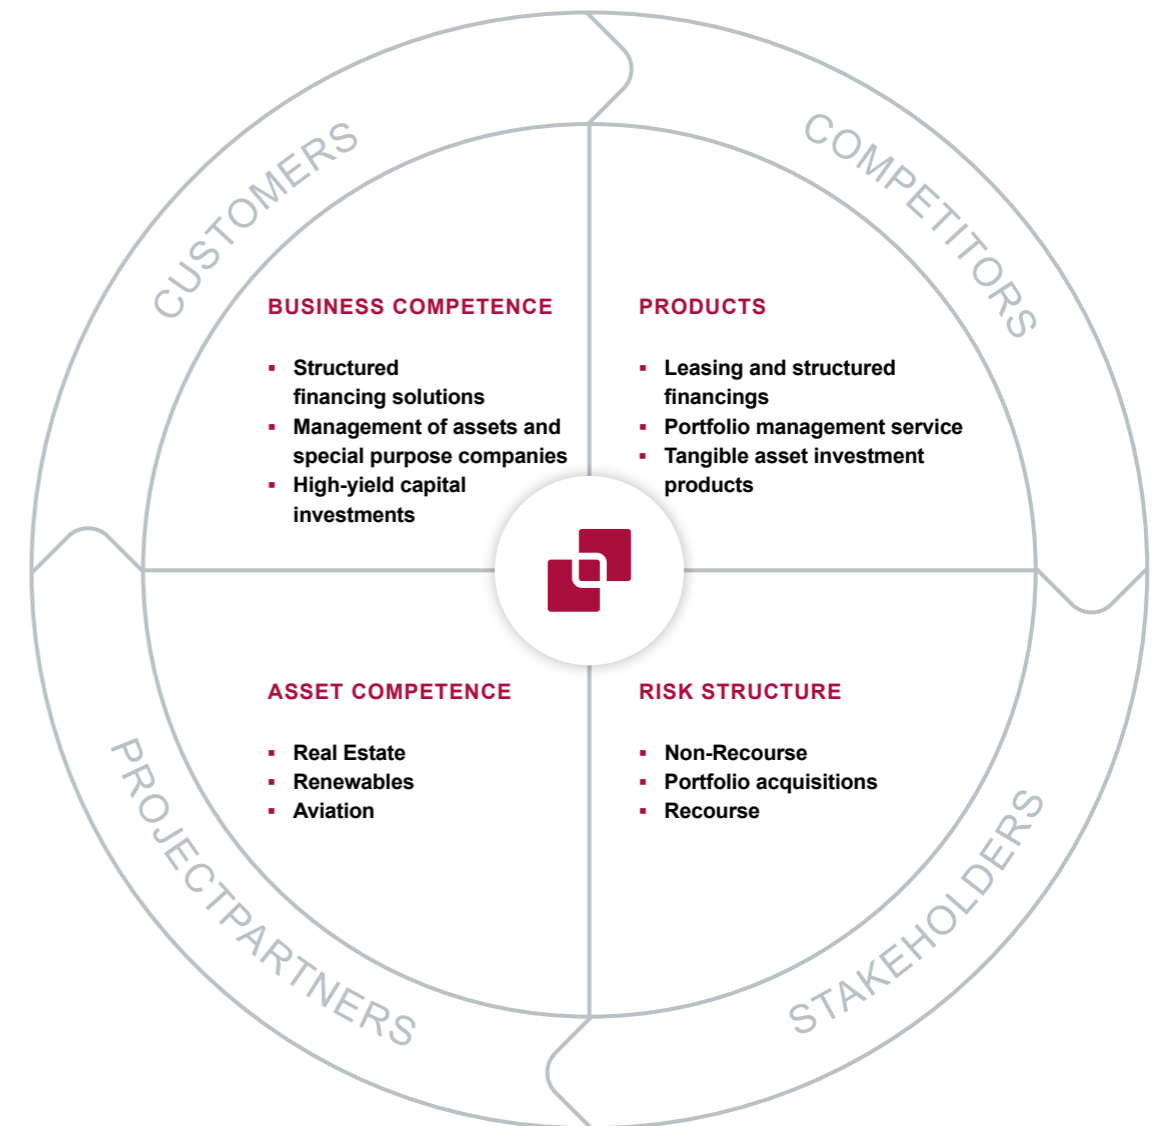 CUSTOMERS
COMPETITORS
BUSINESS COMPETENCE
▪ Structured
financing solutions
▪ Management of assets and
special purpose companies
▪ High-yield capital
investments
PRODUCTS
▪ Leasing and structured
financings
▪ Portfolio management service
▪ Tangible asset investment
products
ASSET COMPETENCE
▪ Real Estate
▪ Renewables
▪ Aviation
RISK STRUCTURE
▪ Non-Recourse
▪ Portfolio acquisitions
▪ Recourse
PROJECTPARTNERS
STAKEHOLDERS